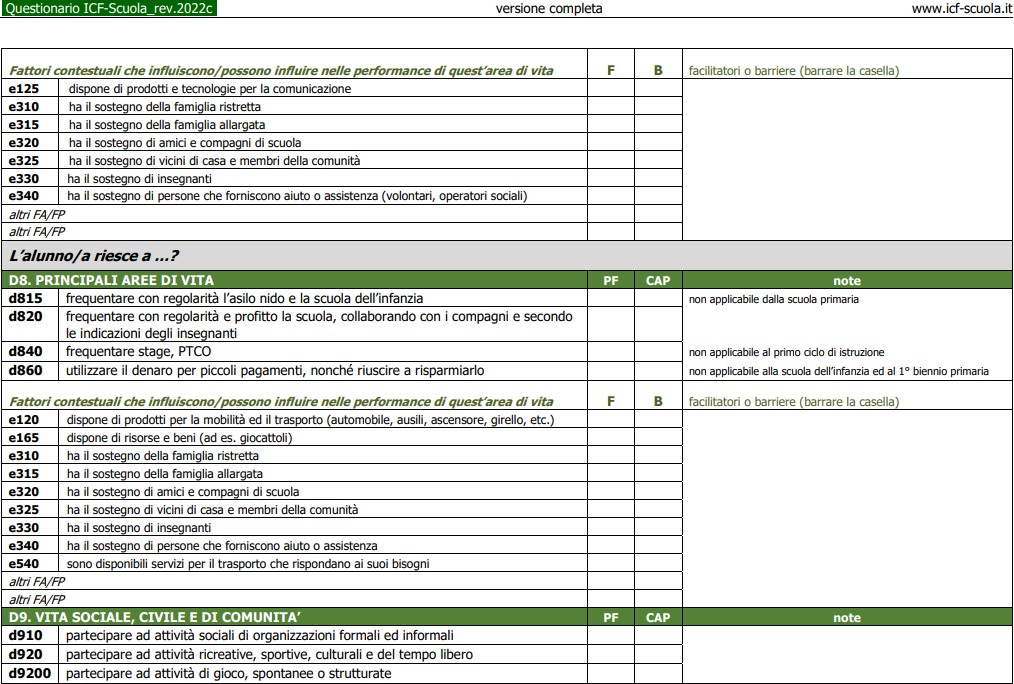 Questionario ICF-Scuola_rev.2022c versione completa www.icf-scuola.it
Fattori contestuali che influiscono/possono influire nelle performance di quest'area di vita F B facilitatori o barriere (barrare la casella)
e125 dispone di prodotti e tecnologie per la comunicazione
e310 ha il sostegno della famiglia ristretta
e315 ha il sostegno della famiglia allargata
e320 ha il sostegno di amici e compagni di scuola
e325 ha il sostegno di vicini di casa e membri della comunità
e330 ha il sostegno di insegnanti
e340 ha il sostegno di persone che forniscono aiuto o assistenza (volontari, operatori sociali)
altri FA/FP
altri FA/FP
L'alunno/a riesce a …?
D8. PRINCIPALI AREE DI VITA PF CAP note
d815 frequentare con regolarità l'asilo nido e la scuola dell'infanzia non applicabile dalla scuola primaria
d820 frequentare con regolarità e profitto la scuola, collaborando con i compagni e secondo
le indicazioni degli insegnanti
d840 frequentare stage, PTCO non applicabile al primo ciclo di istruzione
d860 utilizzare il denaro per piccoli pagamenti, nonché riuscire a risparmiarlo non applicabile alla scuola dell'infanzia ed al 1° biennio primaria
Fattori contestuali che influiscono/possono influire nelle performance di quest'area di vita F B facilitatori o barriere (barrare la casella)
e120 dispone di prodotti per la mobilità ed il trasporto (automobile, ausili, ascensore, girello, etc.)
e165 dispone di risorse e beni (ad es. giocattoli)
e310 ha il sostegno della famiglia ristretta
e315 ha il sostegno della famiglia allargata
e320 ha il sostegno di amici e compagni di scuola
e325 ha il sostegno di vicini di casa e membri della comunità
e330 ha il sostegno di insegnanti
e340 ha il sostegno di persone che forniscono aiuto o assistenza
e540 sono disponibili servizi per il trasporto che rispondano ai suoi bisogni
altri FA/FP
altri FA/FP
D9. VITA SOCIALE, CIVILE E DI COMUNITA' PF CAP note
d910 partecipare ad attività sociali di organizzazioni formali ed informali
d920 partecipare ad attività ricreative, sportive, culturali e del tempo libero
d9200 partecipare ad attività di gioco, spontanee o strutturate